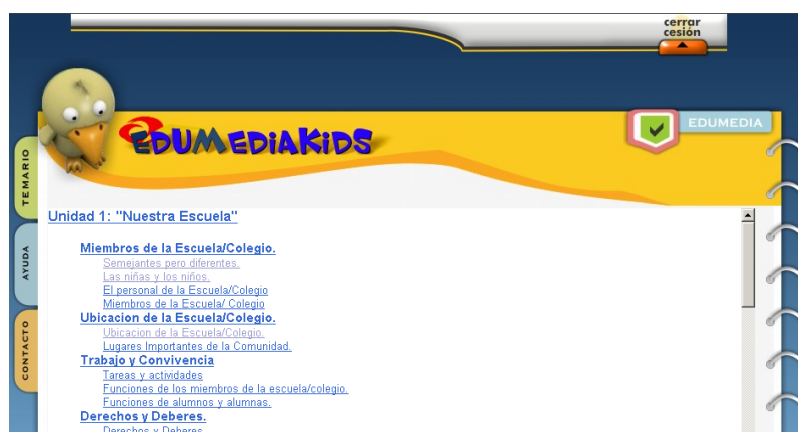 cerrar
cesión
EDUMEDIAKIDS
EDUMEDIA
TEMARIO
AYUDA
CONTACTO
Unidad 1: "Nuestra Escuela"
Miembros de la Escuela/Colegio.
Semejantes pero diferentes.
Las niñas y los niños.
El personal de la Escuela/Colegio
Miembros de la Escuela/ Colegio
Ubicacion de la Escuela/Colegio.
Ubicacion de la Escuela/Colegio.
Lugares Importantes de la Comunidad.
Trabajo y Convivencia
Tareas y actividades
Funciones de los miembros de la escuela/colegio.
Funciones de alumnos y alumnas.
Derechos y Deberes.
Derechos y Deberes